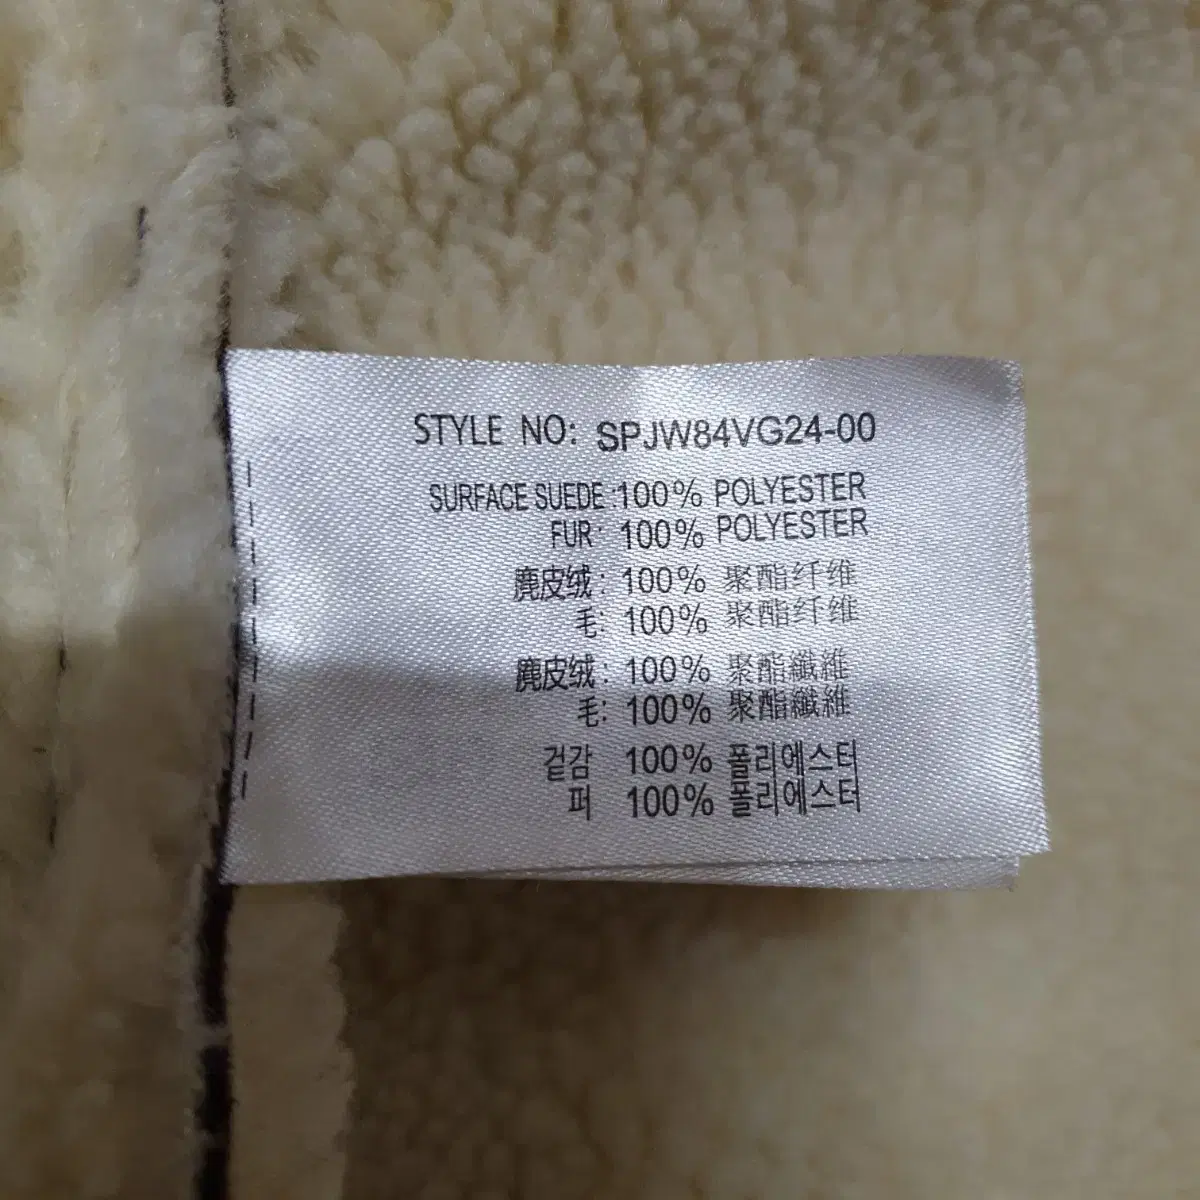 STYLE NO: SPJW84VG24-00
SURFACE SUEDE :100% POLYESTER
FUR: 100% POLYESTER
麂皮绒: 100% 聚酯纤维
毛: 100% 聚酯纤维
麂皮绒: 100% 聚酯纖維
毛: 100% 聚酯纖維
겉감 100% 폴리에스터
퍼 100% 폴리에스터